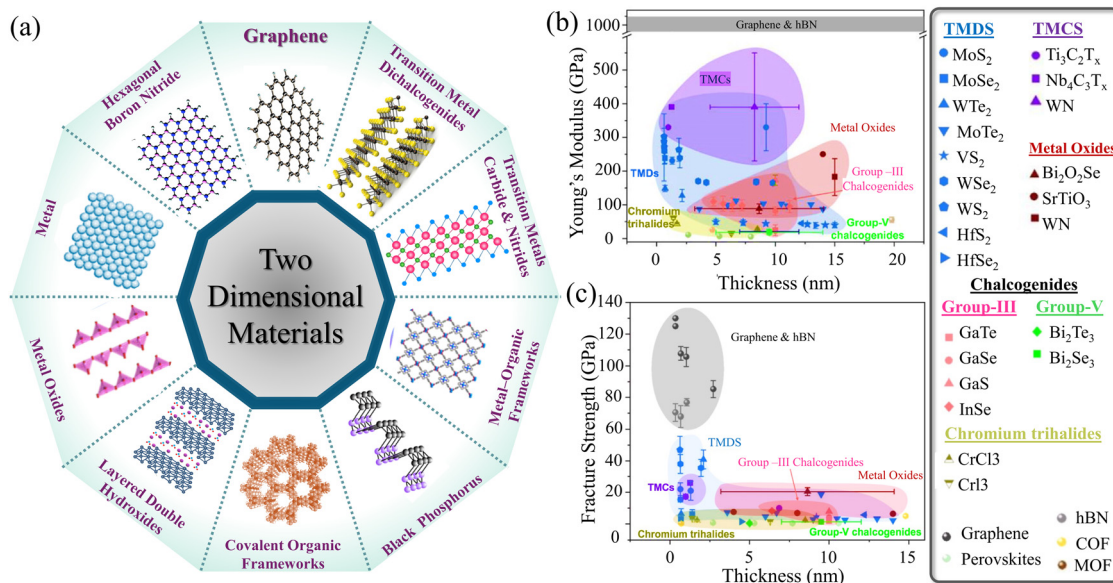 (a)
Graphene
Transition Metal
Dichalcogenides
Transition Metals
Carbide & Nitrides
Metal–Organic
Frameworks
Black Phosphorus
Covalent Organic
Frameworks
Layered Double
Hydroxides
Metal Oxides
Metal
Hexagonal
Boron Nitride
Two
Dimensional
Materials
(b)
Young's Modulus (GPa)
1000
500
400
300
200
100
0
Graphene & hBN
TMCs
Metal Oxides
TMDs
Group –III
Chalcogenides
Chromium
trihalides
Group-V
chalcogenides
0
5
10
15
20
Thickness (nm)
(c)
Fracture Strength (GPa)
140
120
100
80
60
40
20
0
Graphene & hBN
TMDS
Group –III Chalcogenides
Metal Oxides
TMCs
Chromium trihalides
Group-V chalcogenides
0
5
10
15
Thickness (nm)
TMDS
MoS2
MoSe2
WTe2
MoTe2
VS2
WSe2
WS2
HfS2
HfSe2
TMCS
Ti3C2Tx
Nb4C3Tx
WN
Metal Oxides
Bi2O2Se
SrTiO3
WN
Chalcogenides
Group-III
GaTe
GaSe
GaS
InSe
Group-V
Bi2Te3
Bi2Se3
Chromium trihalides
CrCl3
CrI3
Graphene
Perovskites
hBN
COF
MOF